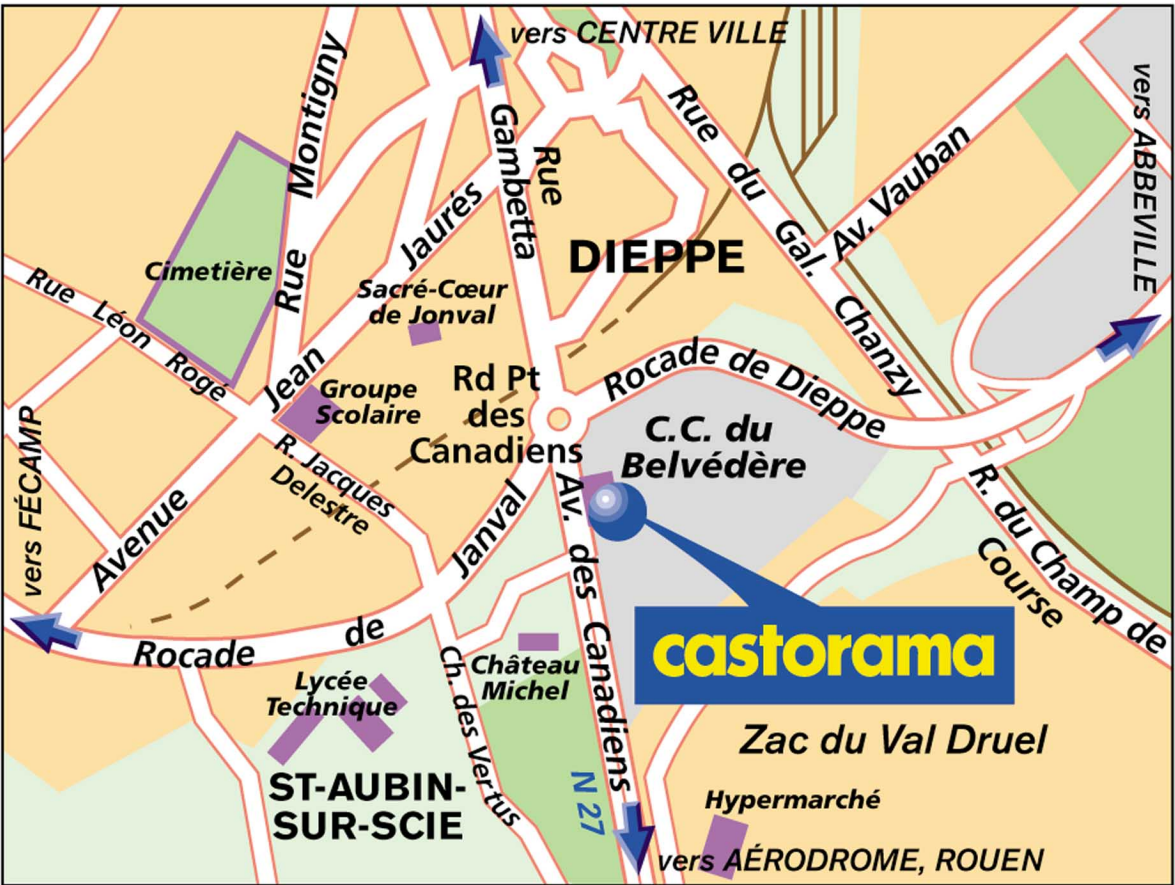 vers CENTRE VILLE
Rue Montigny
Rue Gambetta
Rue du Gal. Chanzy
Av. Vauban
vers ABBEVILLE
DIEPPE
Cimetière
Avenue Jean Jaurés
Sacré-Cœur
de Jonval
Rue Léon Rogé
Groupe
Scolaire
Rd Pt
des
Canadiens
Rocade de Dieppe
C.C. du
Belvédère
R. Jacques
Delestre
vers FÉCAMP
Rocade de Janval
Av. des Canadiens
R. du Champ de
Course
castorama
Château
Michel
Ch. des Vertus
Lycée
Technique
ST-AUBIN-
SUR-SCIE
Zac du Val Druel
N 27
Hypermarché
vers AÉRODROME, ROUEN